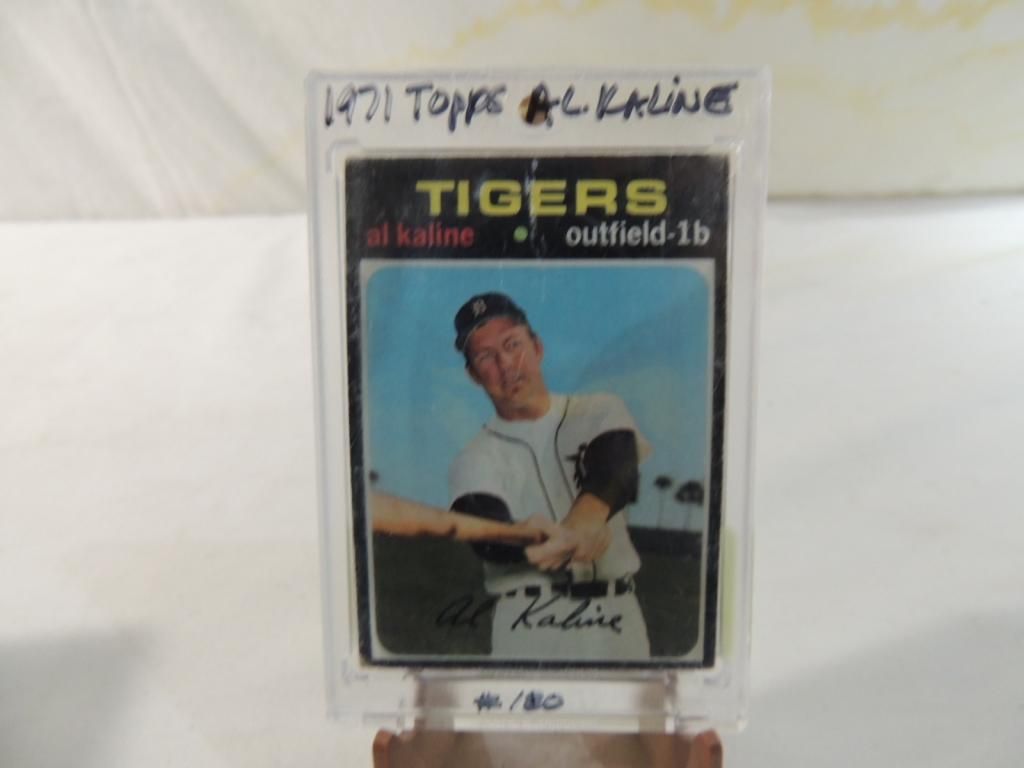 1971 TOPPS AL. KALINE
TIGERS
al kaline • outfield-1b
Al Kaline
#. 180